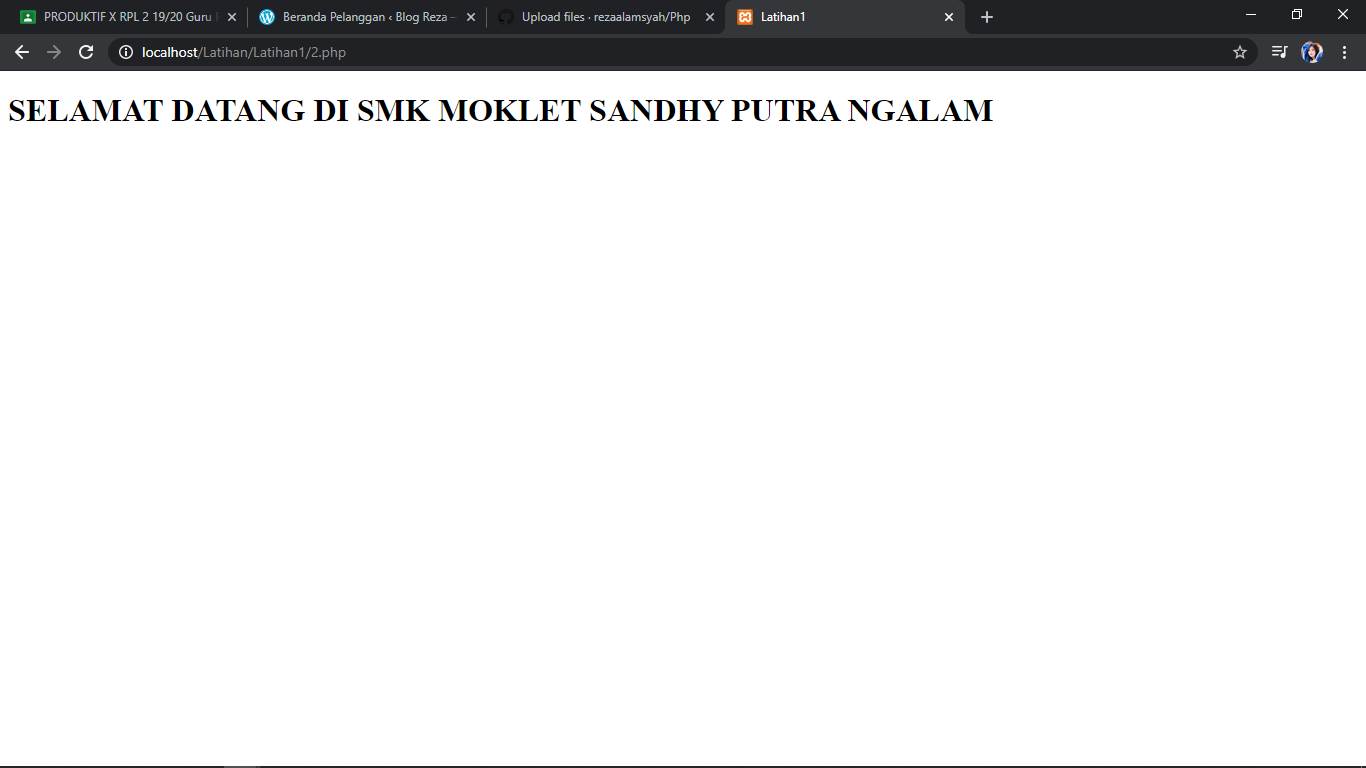 PRODUKTIF X RPL 2 19/20 Guru
Beranda Pelanggan ‹ Blog Reza —
Upload files · rezaalamsyah/Php
Latihan1
localhost/Latihan/Latihan1/2.php
SELAMAT DATANG DI SMK MOKLET SANDHY PUTRA NGALAM